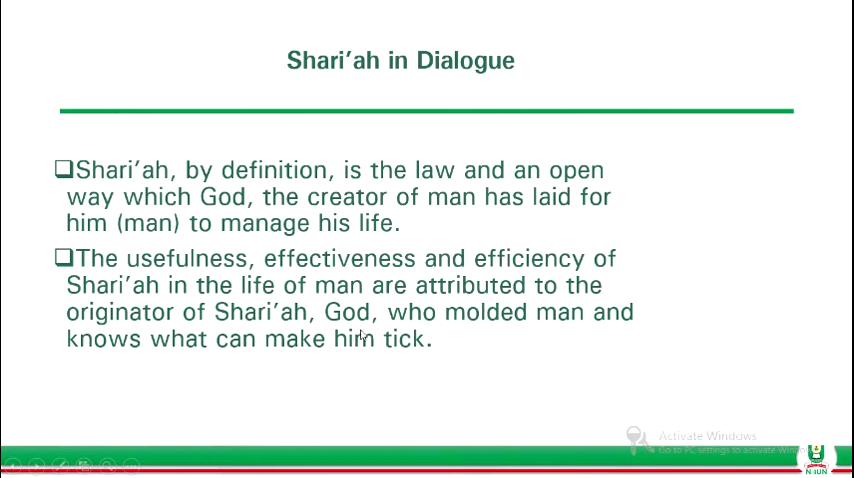 Shari’ah in Dialogue
❑Shari’ah, by definition, is the law and an open
way which God, the creator of man has laid for
him (man) to manage his life.
❑The usefulness, effectiveness and efficiency of
Shari’ah in the life of man are attributed to the
originator of Shari’ah, God, who molded man and
knows what can make him tick.
Activate Windows
Go to PC settings to activate